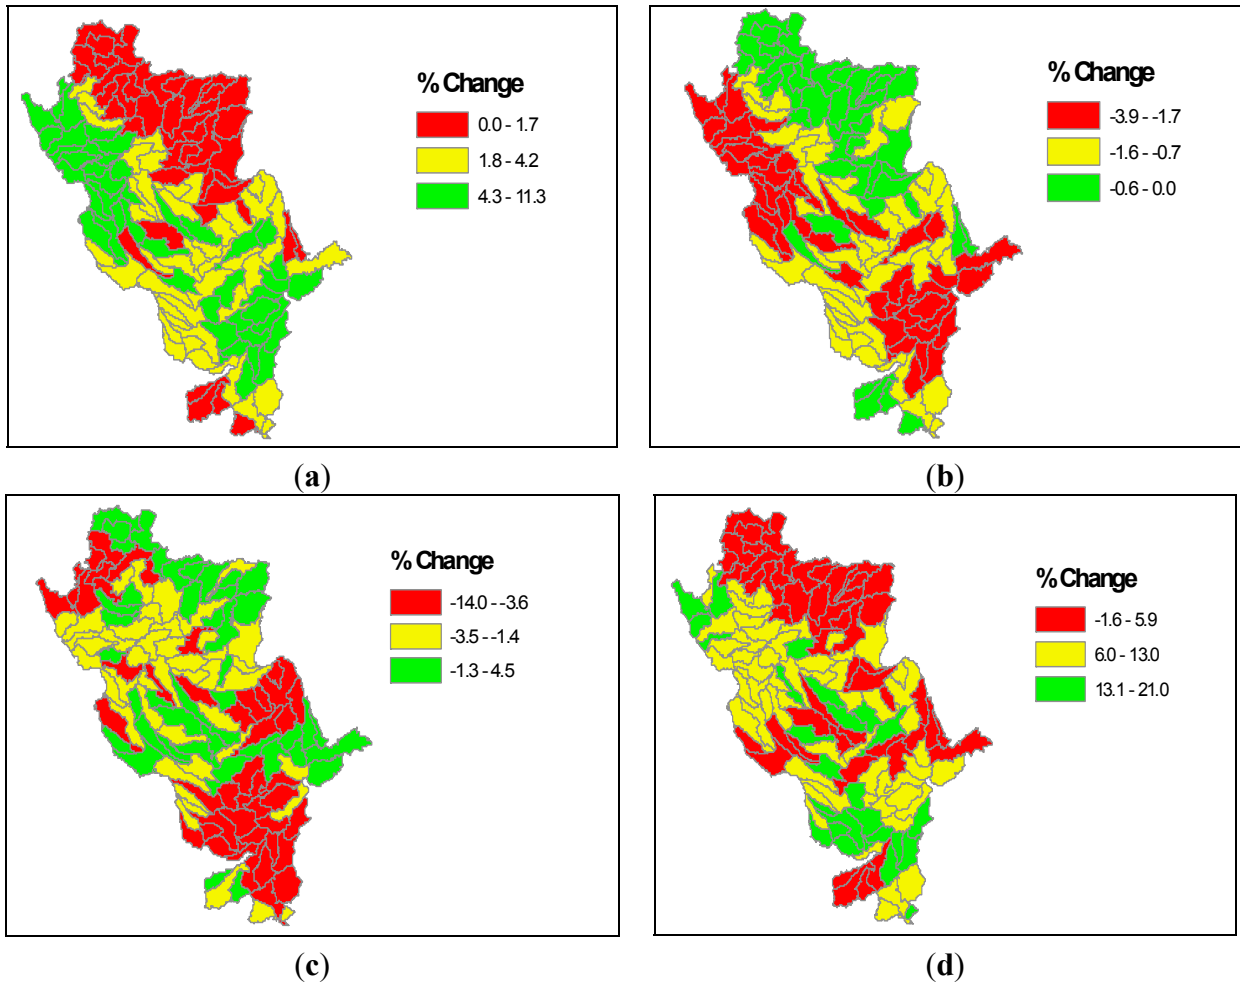 % Change
0.0 - 1.7
1.8 - 4.2
4.3 - 11.3
(a)
% Change
-3.9 - -1.7
-1.6 - -0.7
-0.6 - 0.0
(b)
% Change
-14.0 - -3.6
-3.5 - -1.4
-1.3 - 4.5
(c)
% Change
-1.6 - 5.9
6.0 - 13.0
13.1 - 21.0
(d)